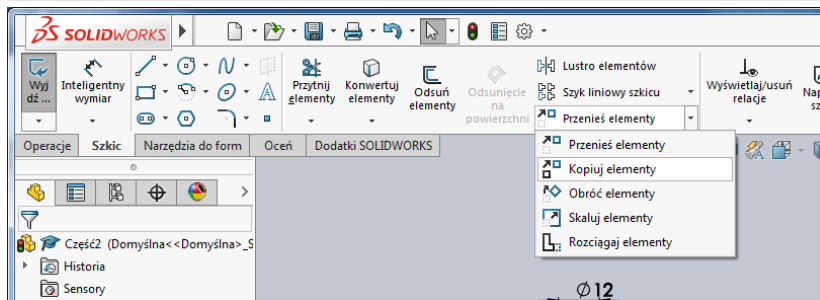 SOLIDWORKS
Wyj
dź ...
Inteligentny
wymiar
Przytnij
elementy
Konwertuj
elementy
Odsuń
elementy
Odsunięcie
na
powierzchni
Lustro elementów
Szyk liniowy szkicu
Przenieś elementy
Wyświetlaj/usuń
relacje
Nap
sz
Operacje
Szkic
Narzędzia do form
Oceń
Dodatki SOLIDWORKS
Przenieś elementy
Kopiuj elementy
Obróć elementy
Skaluj elementy
Rozciągaj elementy
Część2 (Domyślna<<Domyślna>_S
Historia
Sensory
∅12